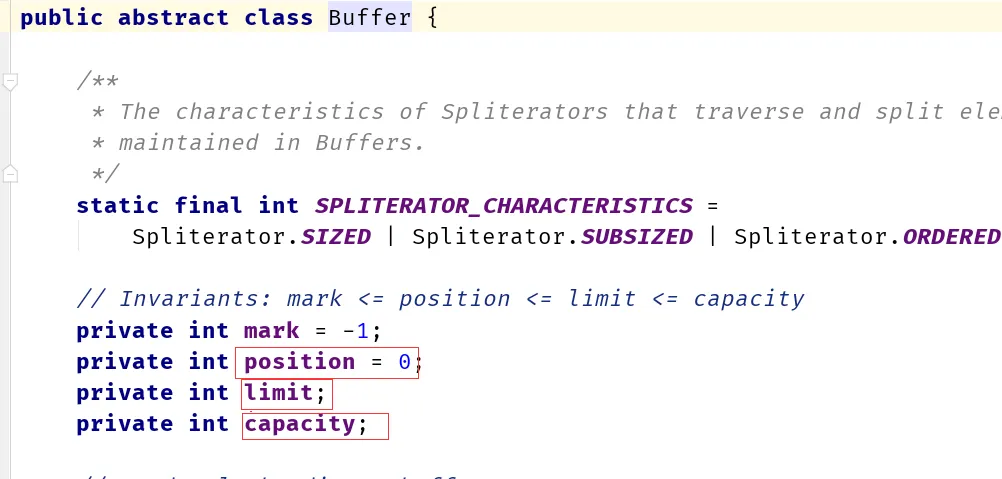 public abstract class Buffer {
/**
* The characteristics of Spliterators that traverse and split
* maintained in Buffers.
*/
static final int SPLITERATOR_CHARACTERISTICS =
Spliterator.SIZED | Spliterator.SUBSIZED | Spliterator.ORDERED
// Invariants: mark <= position <= limit <= capacity
private int mark = -1;
private int position = 0;
private int limit;
private int capacity;